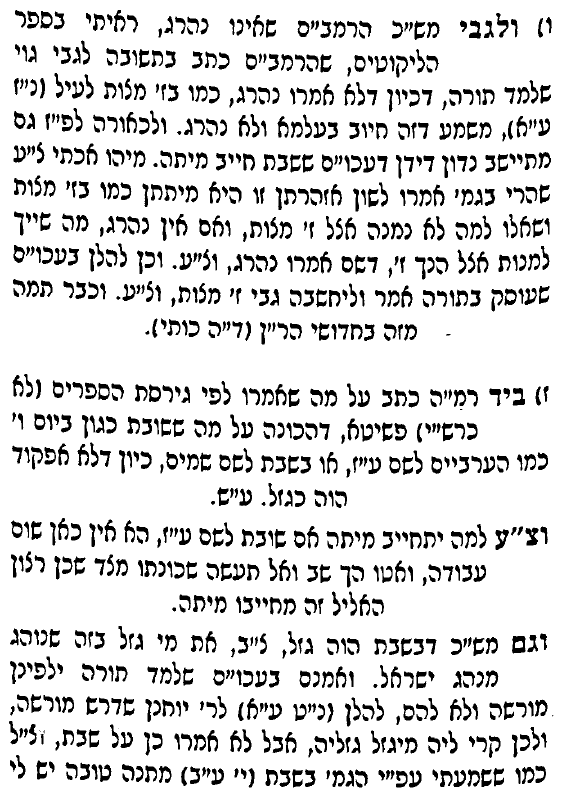 ו) ולגבי מש״כ הרמב״ם שאינו נהרג, ראיתי בספר
הליקוטים, שהרמב״ם כתב בתשובה לגבי גוי
שלמד תורה, דכיון דלא אמרו נהרג, כמו בז׳ מצות לעיל (נ״ז
ע״א), משמע דזה חיוב בעלמא ולא נהרג. ולכאורה לפ״ז גם
מתיישב נדון דידן דעכו״ם ששבת חייב מיתה. מיהו אכתי צ״ע
שהרי בגמ׳ אמרו לשון אזהרתן זו היא מיתתן כמו בז׳ מצות
ושאלו למה לא נמנה אצל ז׳ מצות, ואם אין נהרג, מה שייך
למנות אצל הנך ז׳, דשם אמרו נהרג, וצ״ע. וכן להלן בעכו״ם
שעוסק בתורה אמר וליחשבה גבי ז׳ מצות, וצ״ע. וכבר תמה
מזה בחדושי הר״ן (ד״ה כותי).
ז) ביד רמ״ה כתב על מה שאמרו לפי גירסת הספרים (לא
כרש״י) פשיטא, דהכונה על מה ששובת כגון ביום ו׳
כמו הערביים לשם ע״ז, או בשבת לשם שמים, כיון דלא אפקוד
הוה כגזל. ע״ש.
וצ״ע למה יתחייב מיתה אם שובת לשם ע״ז, הא אין כאן שום
עבודה, ואטו הך שב ואל תעשה שכונתו מצד שכן רצון
האליל זה מחייבו מיתה.
וגם מש״כ דבשבת הוה גזל, צ״ב, את מי גזל בזה שנוהג
מנהג ישראל. ואמנם בעכו״ם שלמד תורה ילפינן
מורשה ולא להם, להלן (נ״ט ע״א) לר׳ יוחנן שדרש מורשה,
ולכן קרי ליה מיגזל גזליה, אבל לא אמרו כן על שבת, וצ״ל
כמו ששמעתי עפ״י הגמ׳ בשבת (י׳ ע״ב) מתנה טובה יש לי